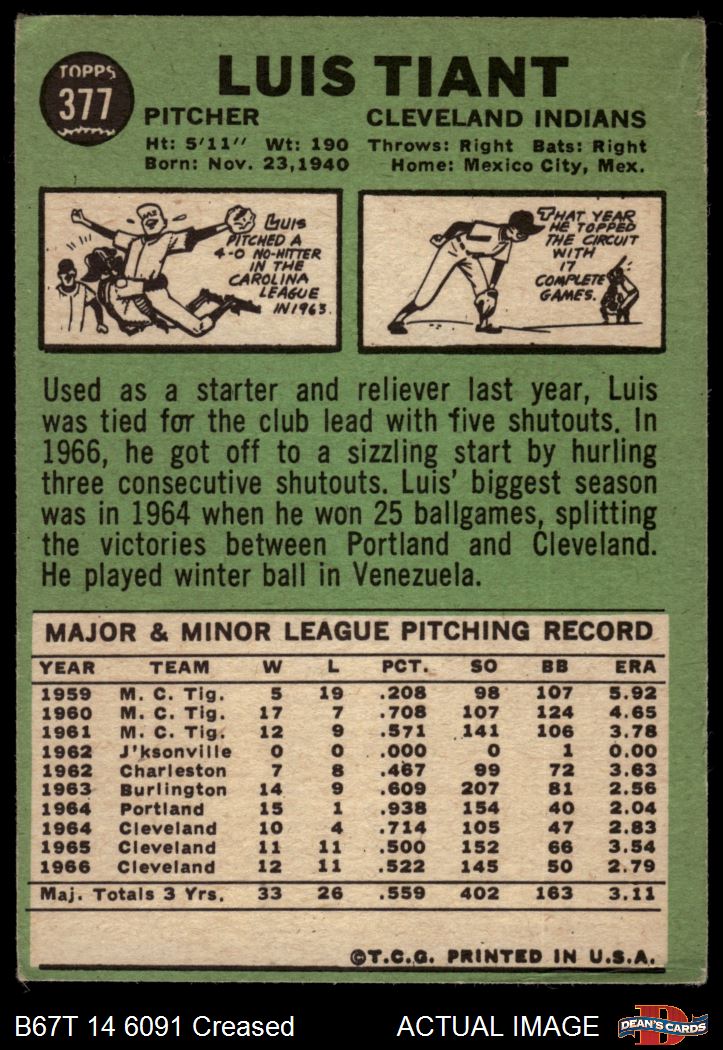 TOPPS
377
LUIS TIANT
PITCHER CLEVELAND INDIANS
Ht: 5'11" Wt: 190 Throws: Right Bats: Right
Born: Nov. 23, 1940 Home: Mexico City, Mex.
LUIS
PITCHED A
4-0 NO-HITTER
IN THE
CAROLINA
LEAGUE
IN 1963.
THAT YEAR
HE TOPPED
THE CIRCUIT
WITH
17
COMPLETE
GAMES.
Used as a starter and reliever last year, Luis
was tied for the club lead with five shutouts. In
1966, he got off to a sizzling start by hurling
three consecutive shutouts. Luis' biggest season
was in 1964 when he won 25 ballgames, splitting
the victories between Portland and Cleveland.
He played winter ball in Venezuela.
MAJOR & MINOR LEAGUE PITCHING RECORD
YEAR TEAM W L PCT. SO BB ERA
1959 M. C. Tig. 5 19 .208 98 107 5.92
1960 M. C. Tig. 17 7 .708 107 124 4.65
1961 M. C. Tig. 12 9 .571 141 106 3.78
1962 J'ksonville 0 0 .000 0 1 0.00
1962 Charleston 7 8 .467 99 72 3.63
1963 Burlington 14 9 .609 207 81 2.56
1964 Portland 15 1 .938 154 40 2.04
1964 Cleveland 10 4 .714 105 47 2.83
1965 Cleveland 11 11 .500 152 66 3.54
1966 Cleveland 12 11 .522 145 50 2.79
Maj. Totals 3 Yrs. 33 26 .559 402 163 3.11
©T.C.G. PRINTED IN U.S.A.
B67T 14 6091 Creased ACTUAL IMAGE
D
DEAN'S CARDS